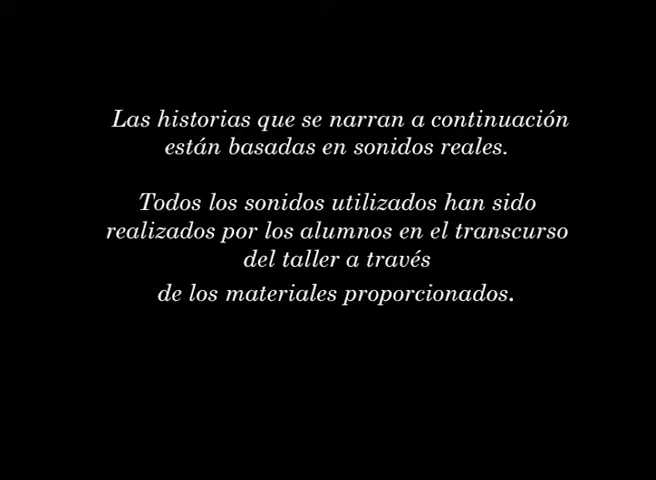 Las historias que se narran a continuación
están basadas en sonidos reales.
Todos los sonidos utilizados han sido
realizados por los alumnos en el transcurso
del taller a través
de los materiales proporcionados.